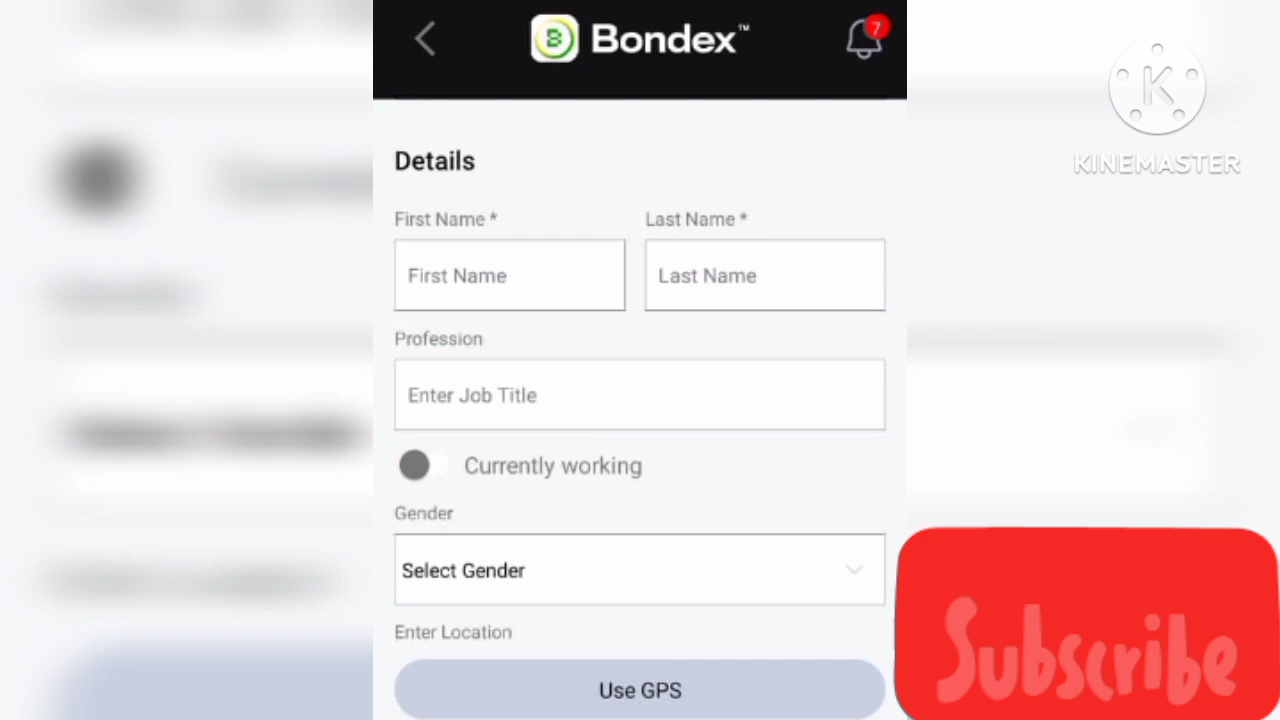 B Bondex™ 7
K
KINEMASTER
Details
First Name * Last Name *
First Name Last Name
Profession
Enter Job Title
Currently working
Gender
Select Gender
Enter Location
Use GPS
Subscribe